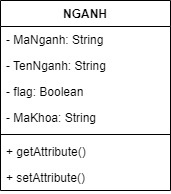 NGANH
- MaNganh: String
- TenNganh: String
- flag: Boolean
- MaKhoa: String
+ getAttribute()
+ setAttribute()